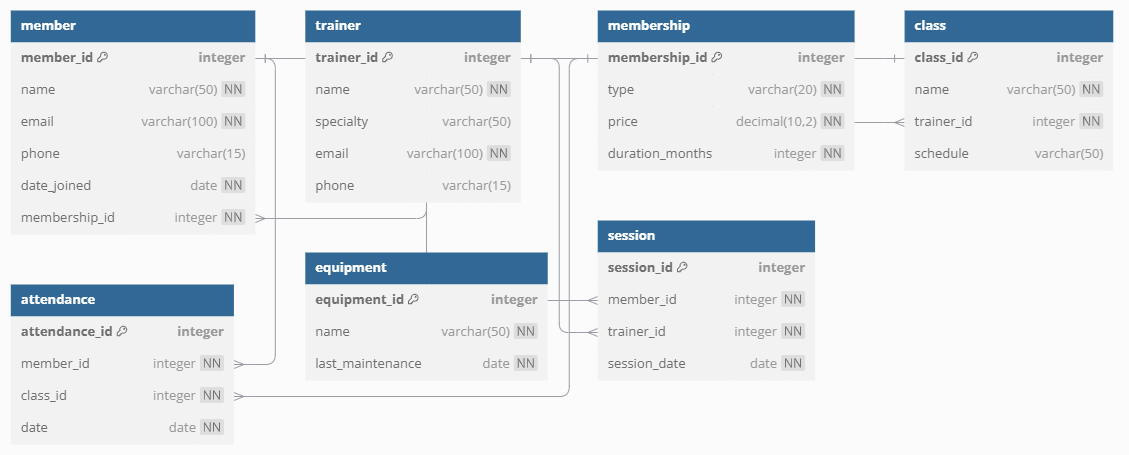 member
member_id integer
name varchar(50) NN
email varchar(100) NN
phone varchar(15)
date_joined date NN
membership_id integer NN
trainer
trainer_id integer
name varchar(50) NN
specialty varchar(50)
email varchar(100) NN
phone varchar(15)
membership
membership_id integer
type varchar(20) NN
price decimal(10,2) NN
duration_months integer NN
class
class_id integer
name varchar(50) NN
trainer_id integer NN
schedule varchar(50)
attendance
attendance_id integer
member_id integer NN
class_id integer NN
date date NN
equipment
equipment_id integer
name varchar(50) NN
last_maintenance date NN
session
session_id integer
member_id integer NN
trainer_id integer NN
session_date date NN